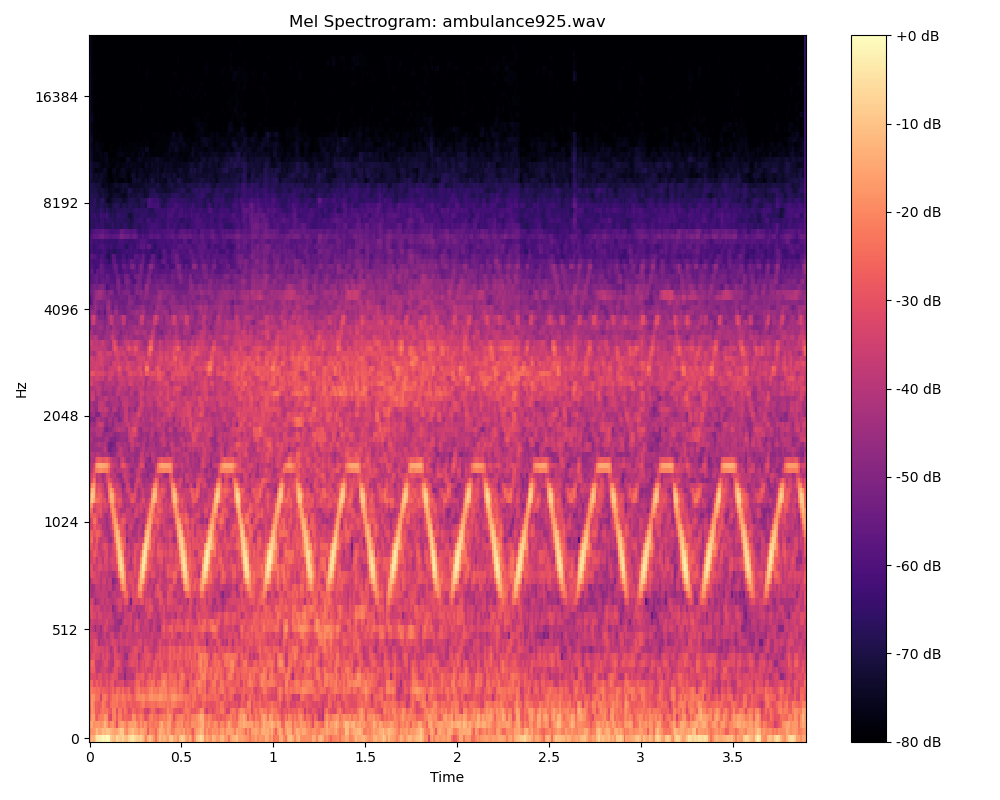 Mel Spectrogram: ambulance925.wav
Hz
16384
8192
4096
2048
1024
512
0
0 0.5 1 1.5 2 2.5 3 3.5
Time
+0 dB
-10 dB
-20 dB
-30 dB
-40 dB
-50 dB
-60 dB
-70 dB
-80 dB